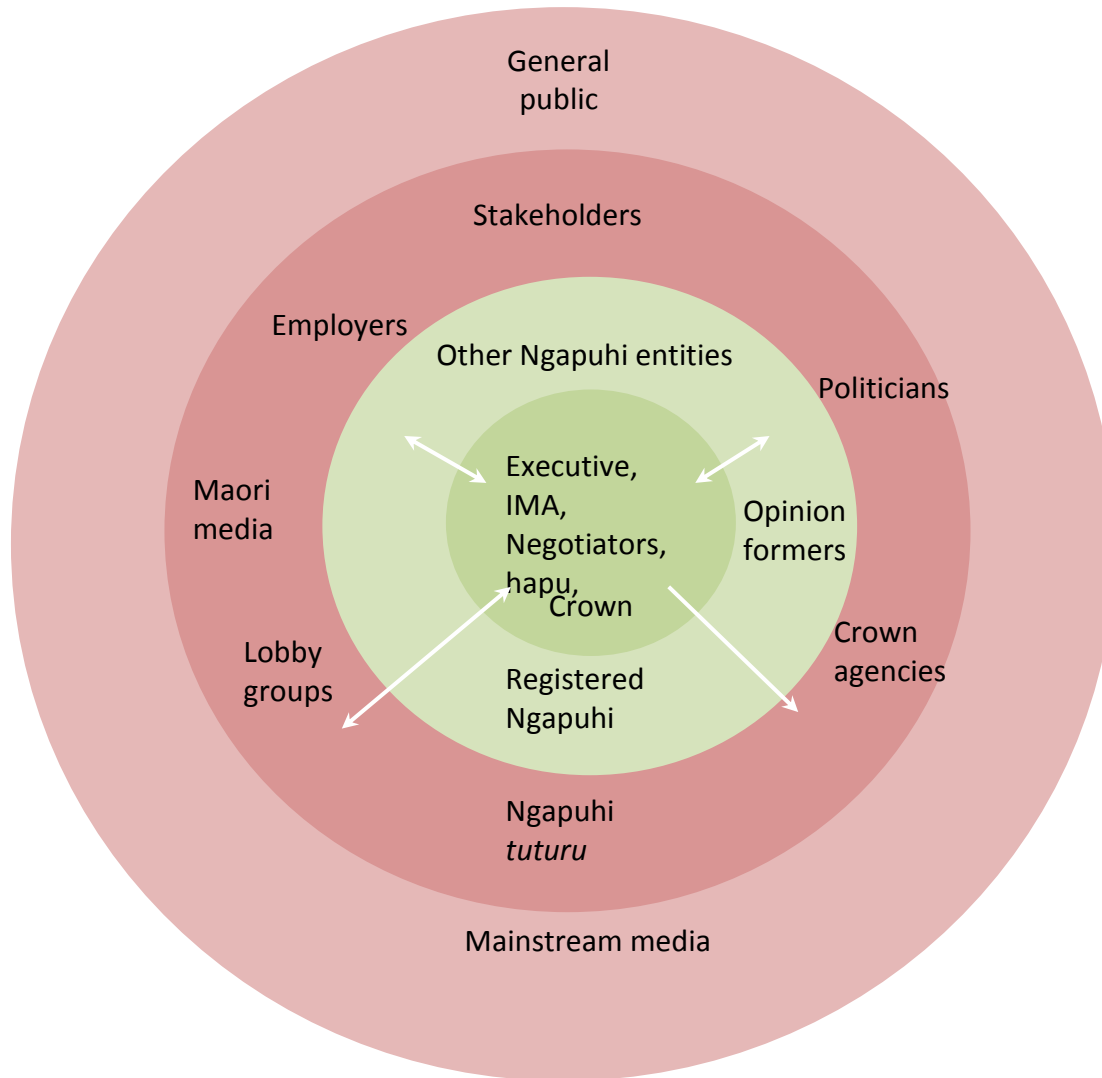 General
public
Stakeholders
Employers
Other Ngapuhi entities
Politicians
Executive,
IMA,
Negotiators,
hapu,
Crown
Maori
media
Opinion
formers
Lobby
groups
Crown
agencies
Registered
Ngapuhi
Ngapuhi
tuturu
Mainstream media